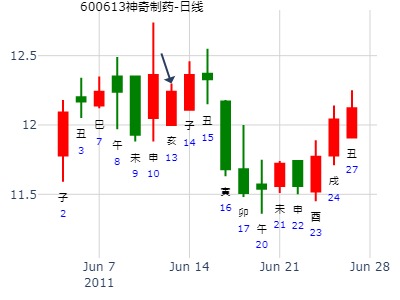 600613神奇制药-日线
12.5
12
11.5
子
2
丑
3
巳
7
午
8
未
9
申
10
亥
13
子
14
丑
15
寅
16
卯
17
午
20
未
21
申
22
酉
23
戌
24
丑
27
Jun 7
2011
Jun 14
Jun 21
Jun 28